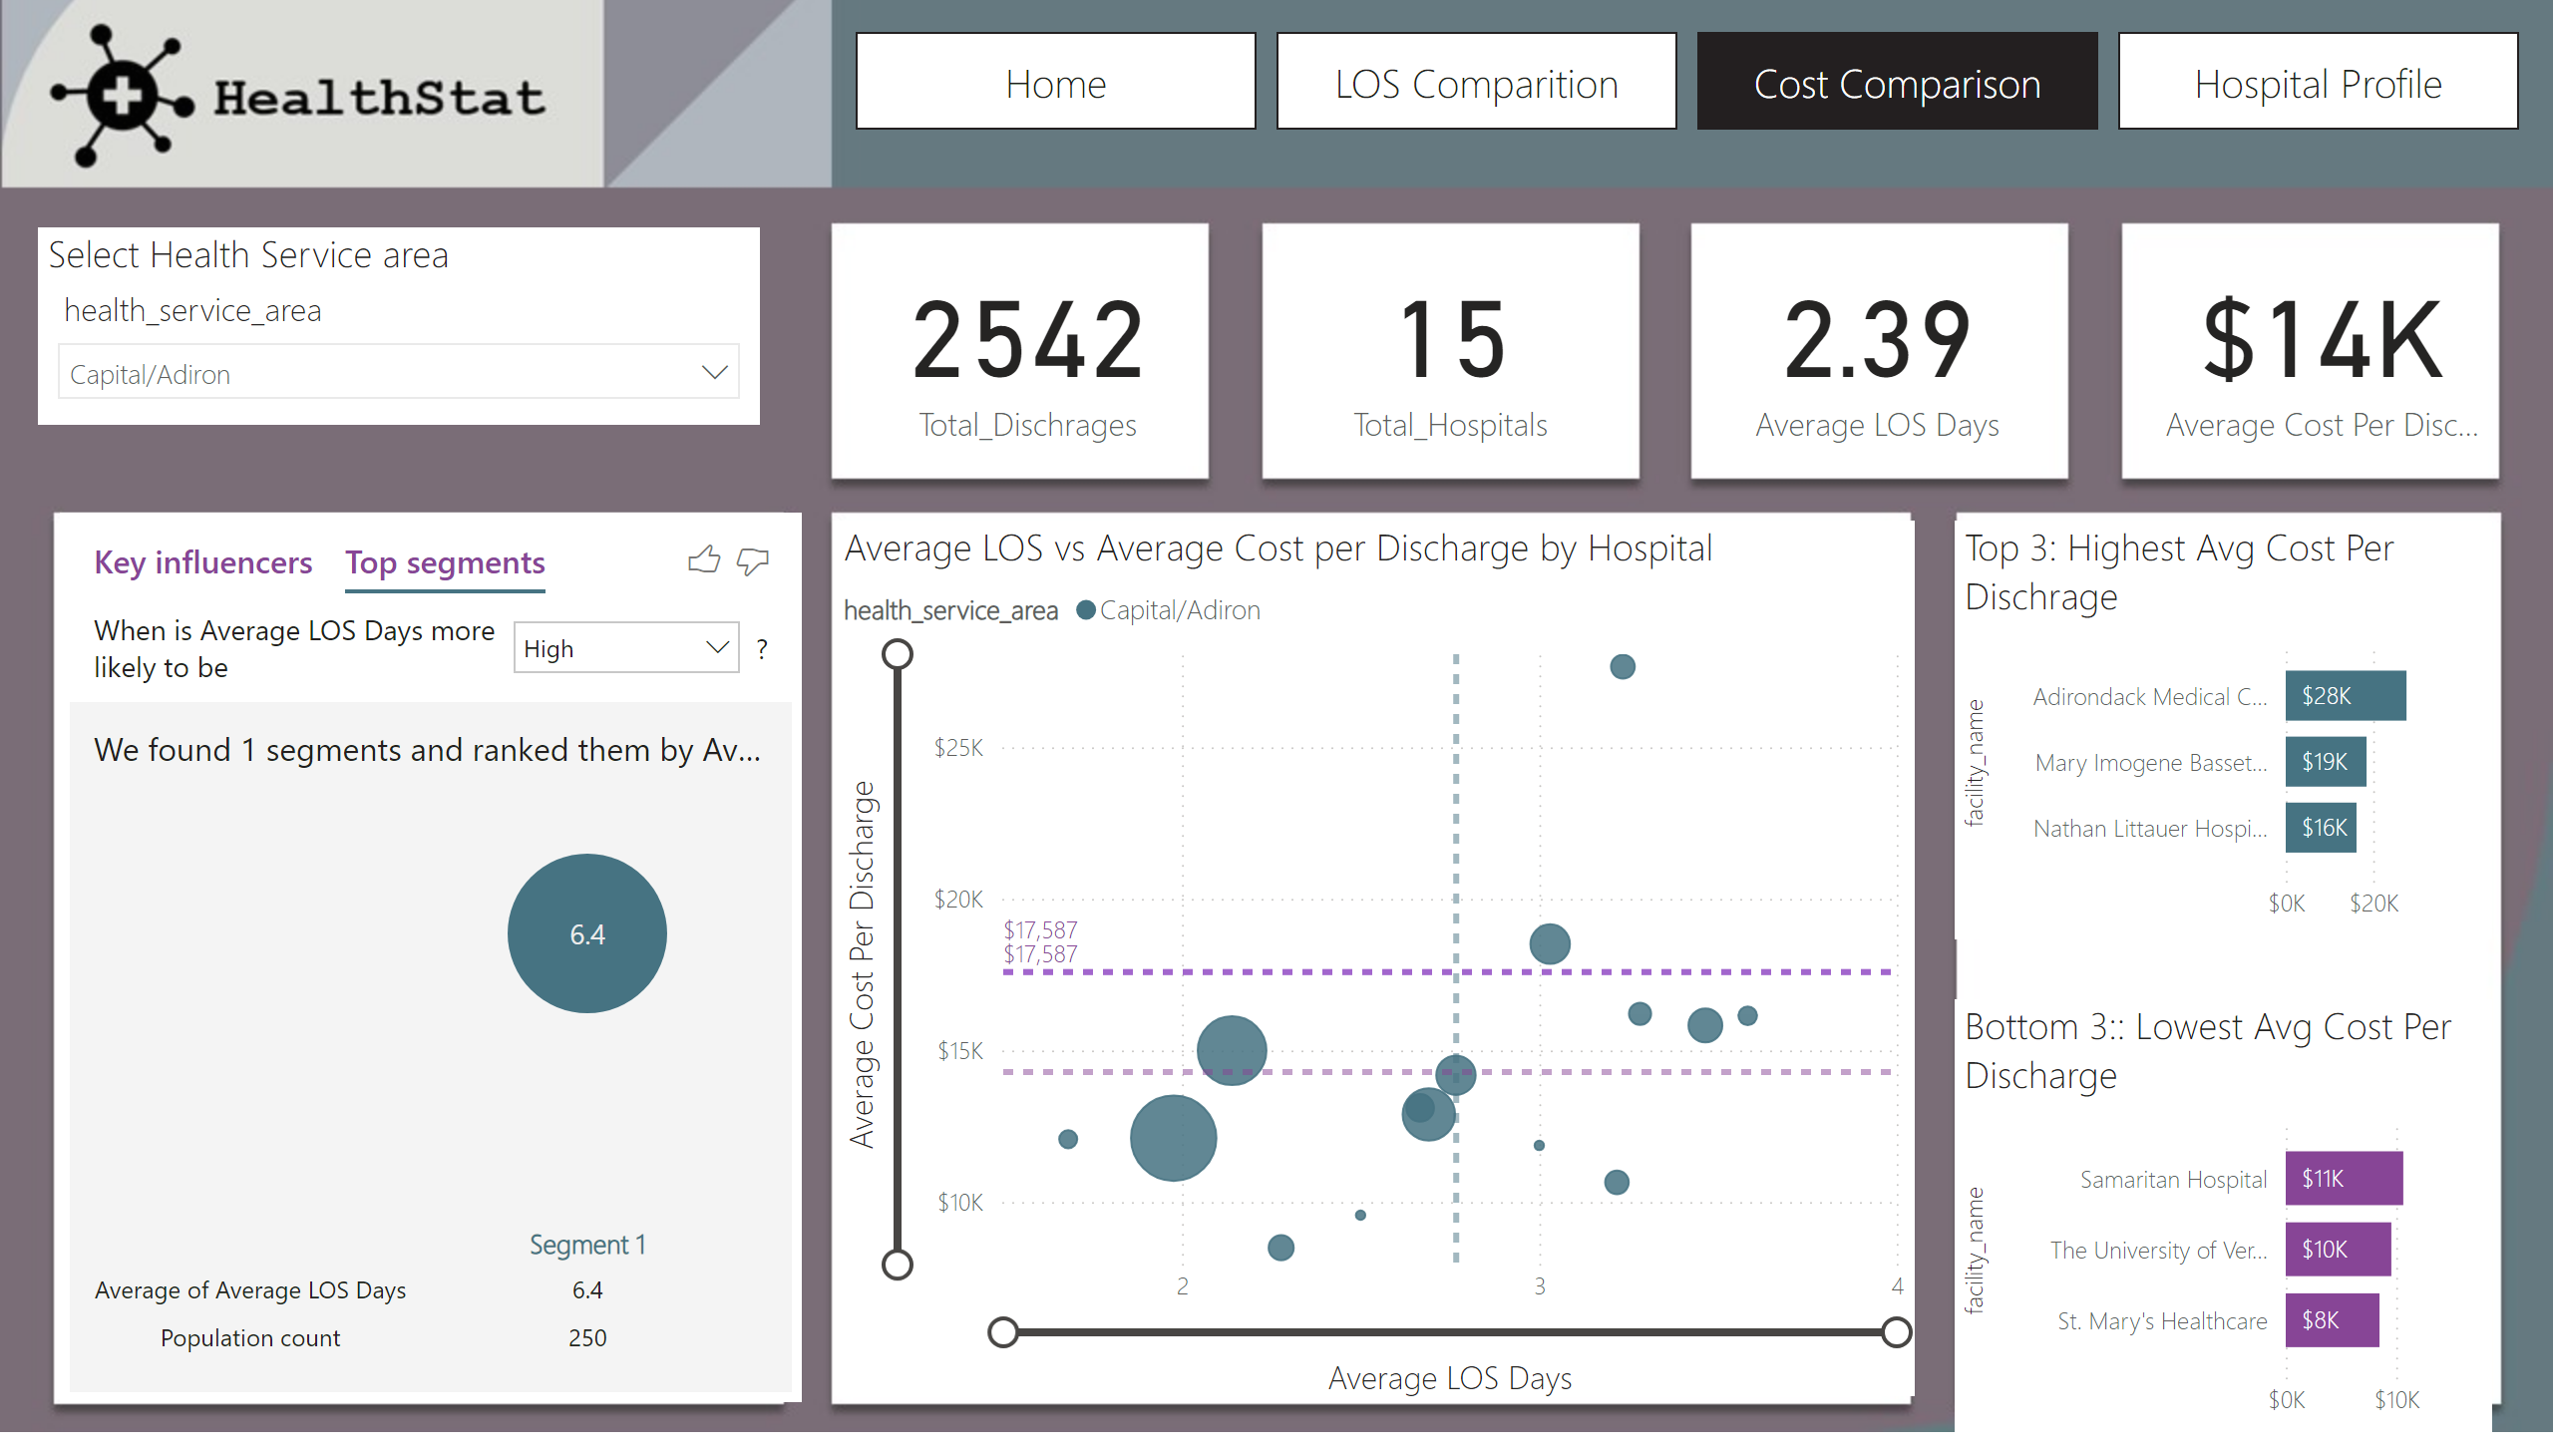 HealthStat
Home
LOS Comparition
Cost Comparison
Hospital Profile
Select Health Service area
health_service_area
Capital/Adiron
2542
Total_Dischrages
15
Total_Hospitals
2.39
Average LOS Days
$14K
Average Cost Per Disc...
Key influencers
Top segments
When is Average LOS Days more
likely to be
High
?
We found 1 segments and ranked them by Av...
6.4
Segment 1
Average of Average LOS Days
6.4
Population count
250
Average LOS vs Average Cost per Discharge by Hospital
health_service_area
Capital/Adiron
Average Cost Per Discharge
$25K
$20K
$17,587
$17,587
$15K
$10K
2
3
4
Average LOS Days
Top 3: Highest Avg Cost Per
Dischrage
facility_name
Adirondack Medical C...
$28K
Mary Imogene Basset...
$19K
Nathan Littauer Hospi...
$16K
$0K
$20K
Bottom 3:: Lowest Avg Cost Per
Discharge
facility_name
Samaritan Hospital
$11K
The University of Ver...
$10K
St. Mary's Healthcare
$8K
$0K
$10K